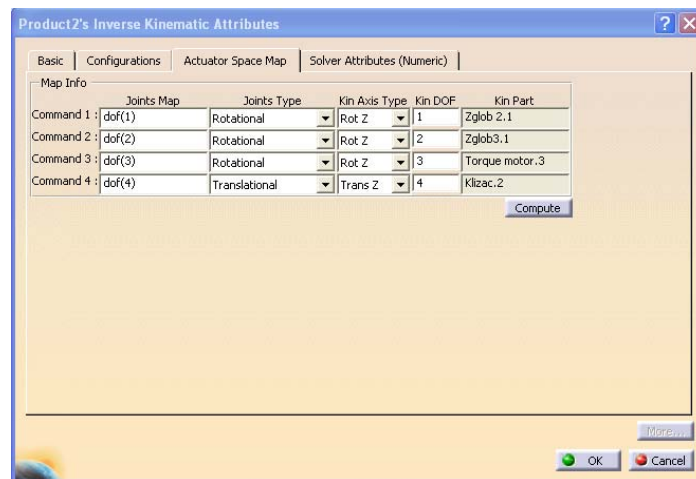 Product2's Inverse Kinematic Attributes
Basic Configurations Actuator Space Map Solver Attributes (Numeric)
Map Info
Joints Map Joints Type Kin Axis Type Kin DOF Kin Part
Command 1 : dof(1) Rotational Rot Z 1 Zglob 2.1
Command 2 : dof(2) Rotational Rot Z 2 Zglob3.1
Command 3 : dof(3) Rotational Rot Z 3 Torque motor.3
Command 4 : dof(4) Translational Trans Z 4 Klizac.2
Compute
More...
OK Cancel